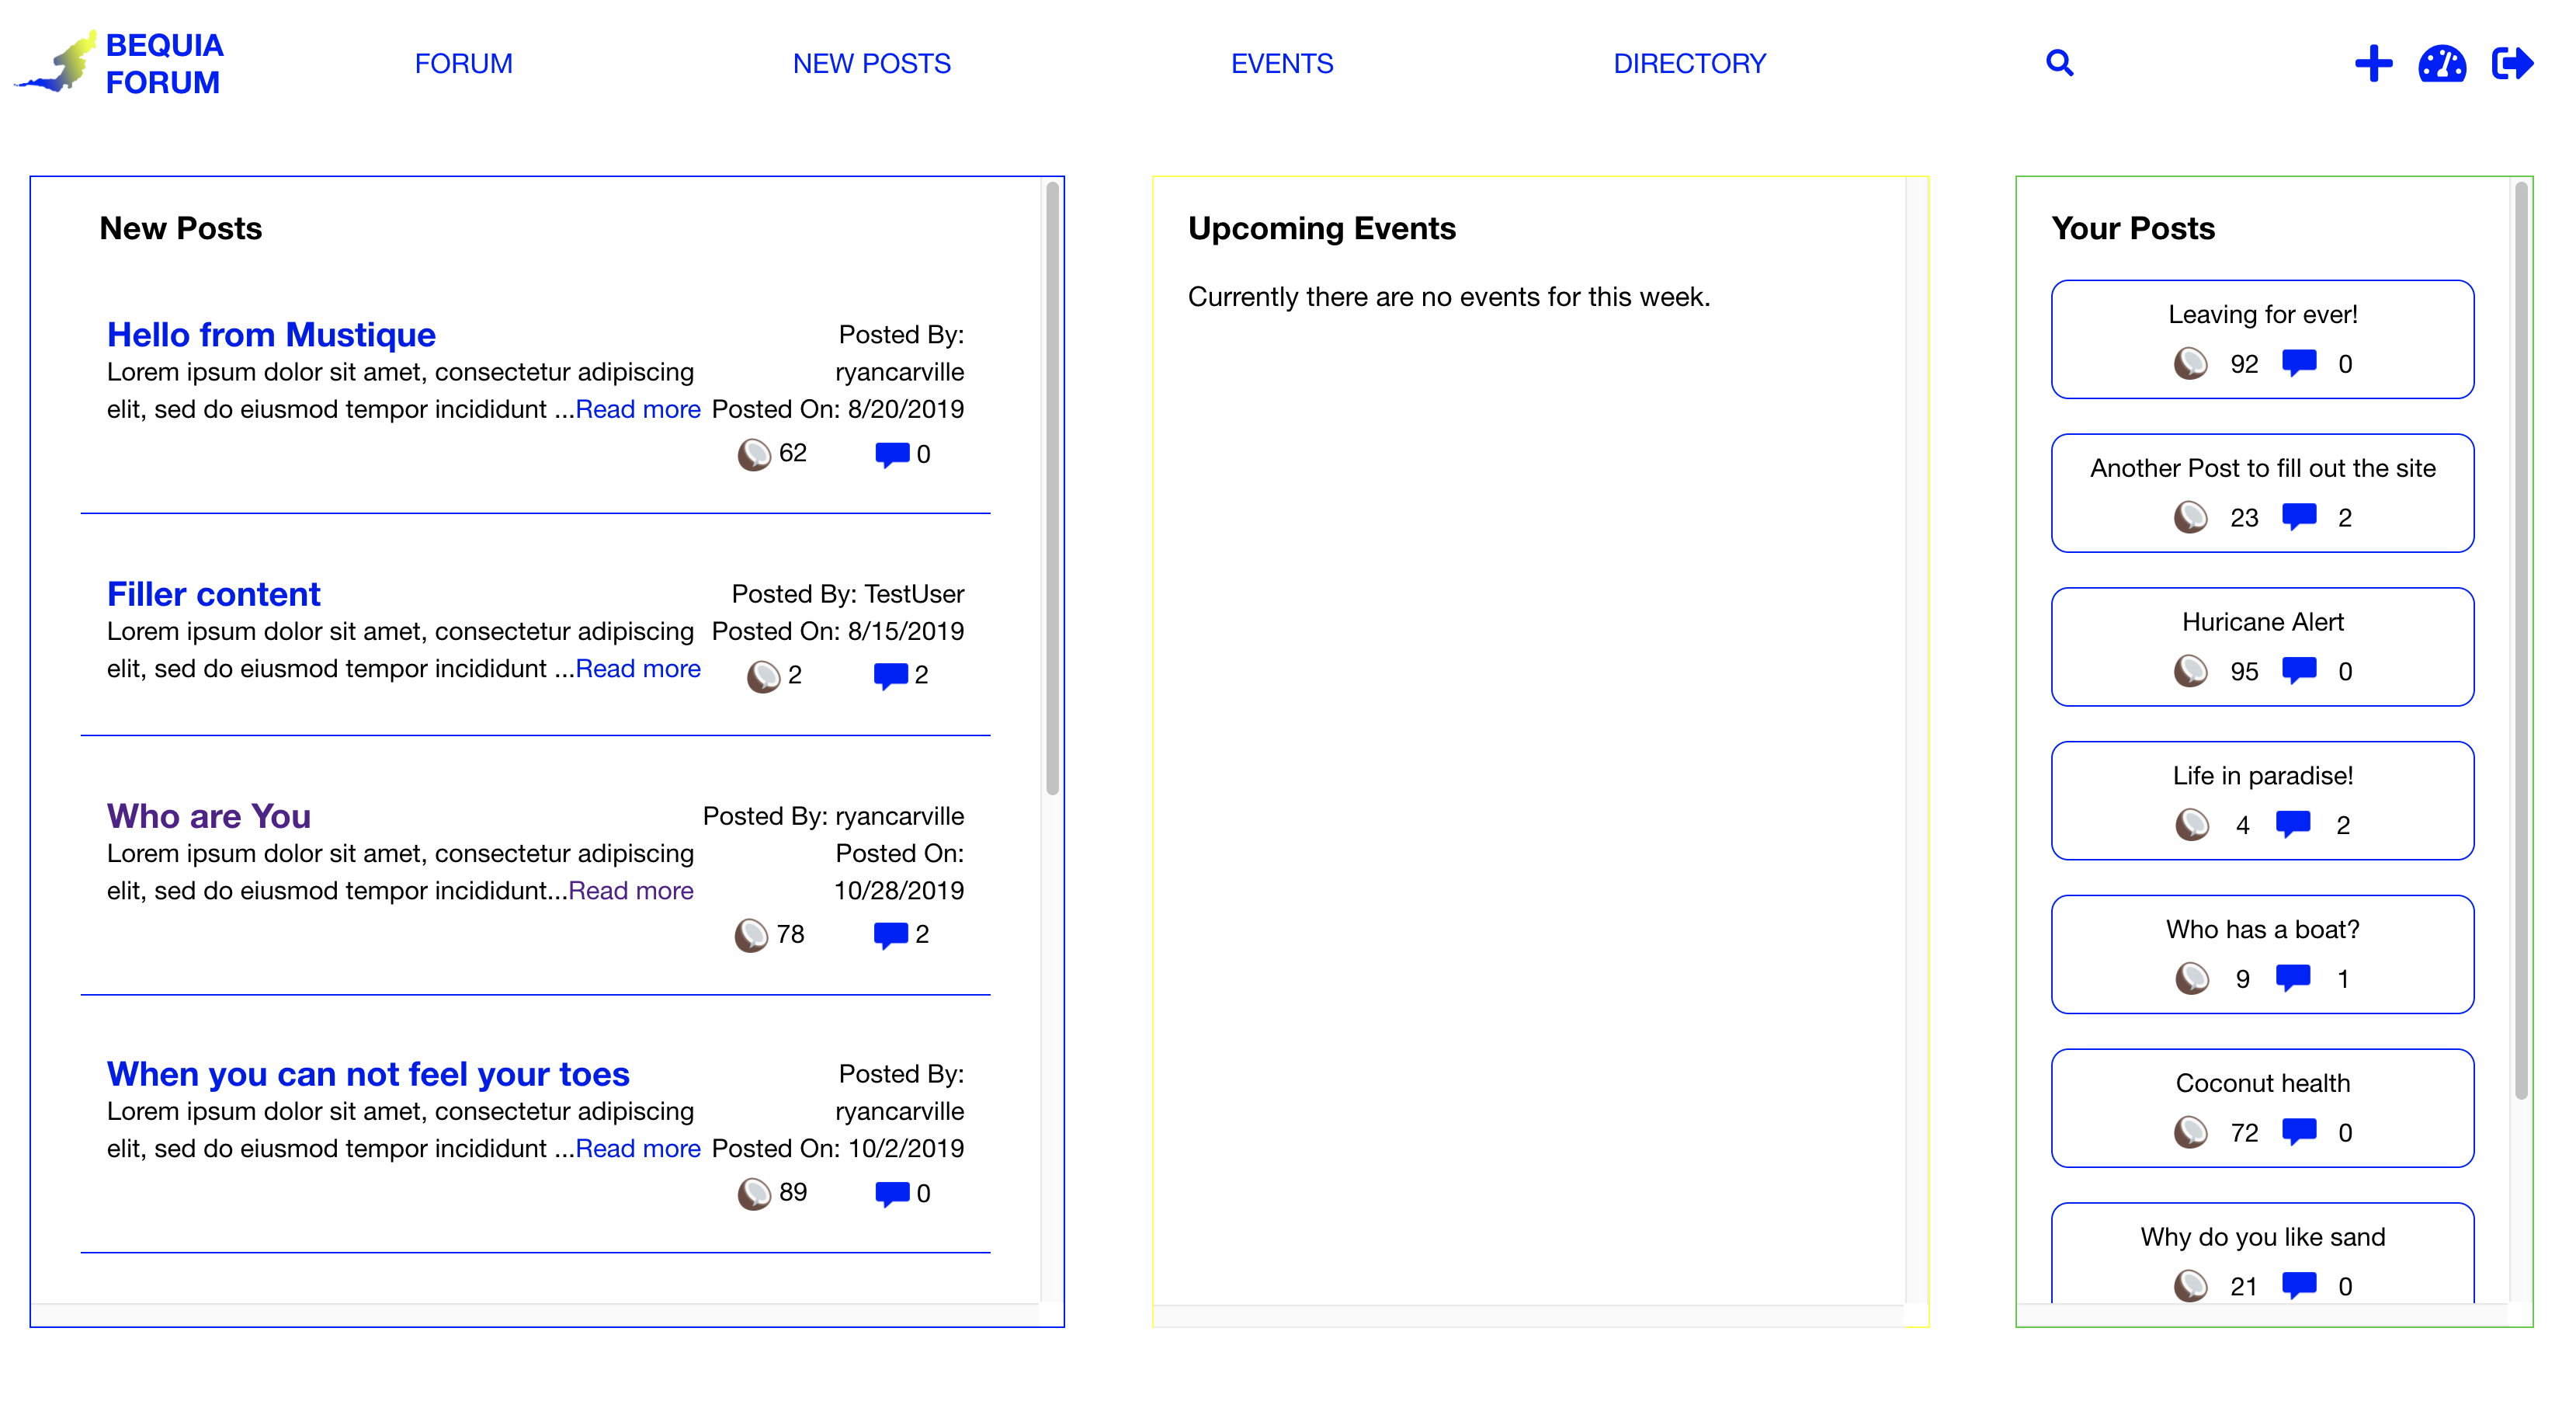 BEQUIA
FORUM
FORUM
NEW POSTS
EVENTS
DIRECTORY
New Posts
Hello from Mustique
Lorem ipsum dolor sit amet, consectetur adipiscing
elit, sed do eiusmod tempor incididunt ...Read more
Posted By:
ryancarville
Posted On: 8/20/2019
62 0
Filler content
Lorem ipsum dolor sit amet, consectetur adipiscing
elit, sed do eiusmod tempor incididunt ...Read more
Posted By: TestUser
Posted On: 8/15/2019
2 2
Who are You
Lorem ipsum dolor sit amet, consectetur adipiscing
elit, sed do eiusmod tempor incididunt...Read more
Posted By: ryancarville
Posted On:
10/28/2019
78 2
When you can not feel your toes
Lorem ipsum dolor sit amet, consectetur adipiscing
elit, sed do eiusmod tempor incididunt ...Read more
Posted By:
ryancarville
Posted On: 10/2/2019
89 0
Upcoming Events
Currently there are no events for this week.
Your Posts
Leaving for ever!
92 0
Another Post to fill out the site
23 2
Huricane Alert
95 0
Life in paradise!
4 2
Who has a boat?
9 1
Coconut health
72 0
Why do you like sand
21 0